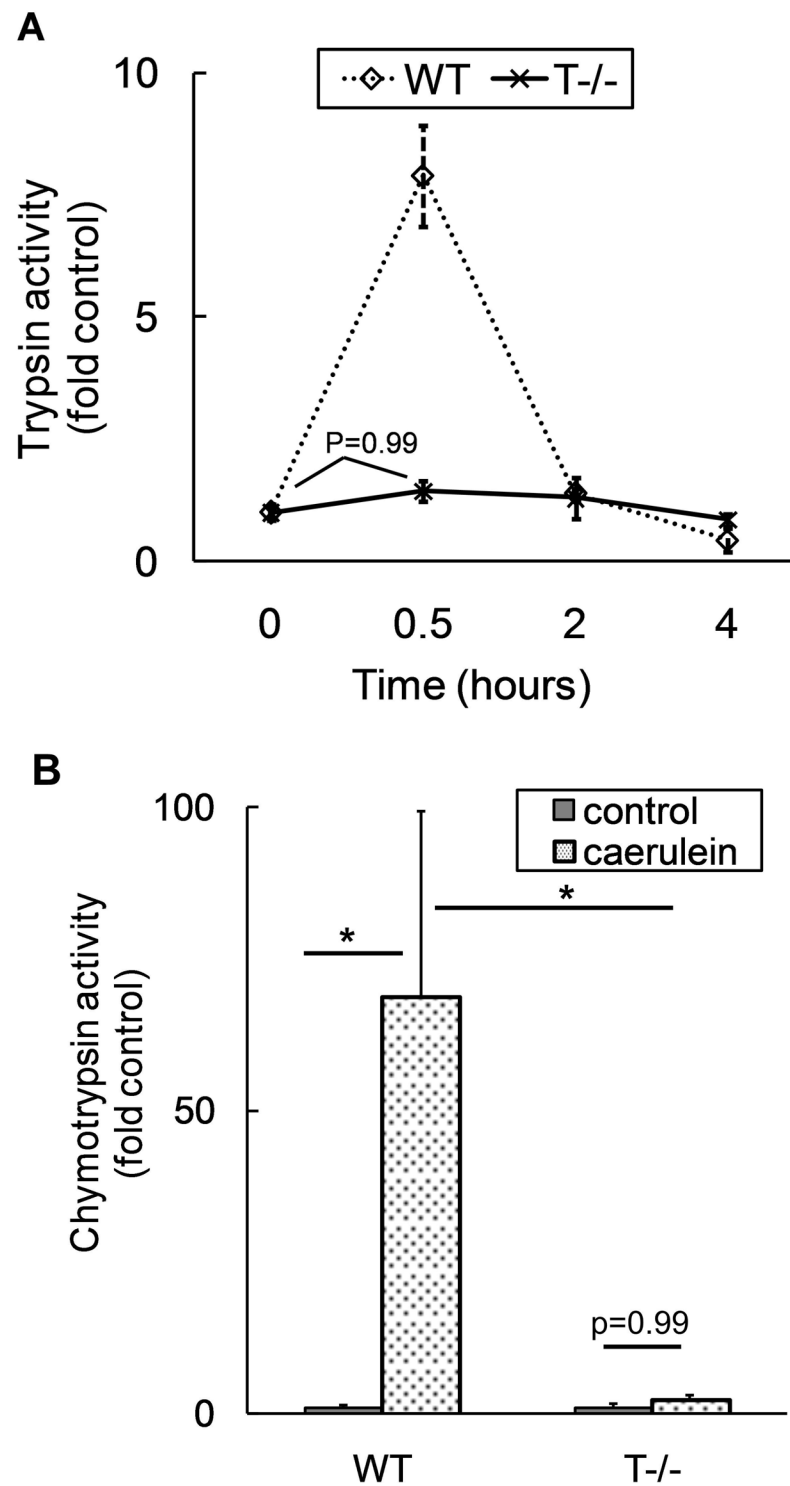 A
10
WT T-/-
Trypsin activity
(fold control)
5
P=0.99
0
0 0.5 2 4
Time (hours)
B
100
control
caerulein
*
*
Chymotrypsin activity
(fold control)
50
p=0.99
0
WT T-/-